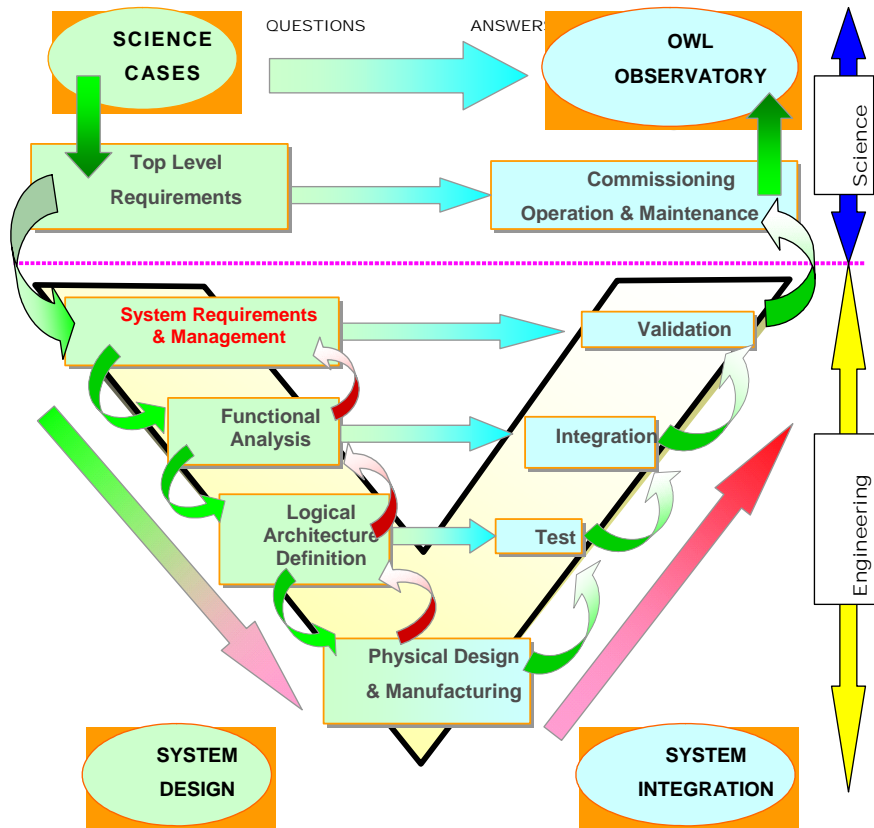 QUESTIONS
ANSWERS
SCIENCE
CASES
OWL
OBSERVATORY
Science
Top Level
Requirements
Commissioning
Operation & Maintenance
System Requirements
& Management
Validation
Functional
Analysis
Integration
Logical
Architecture
Definition
Test
Engineering
Physical Design
& Manufacturing
SYSTEM
DESIGN
SYSTEM
INTEGRATION